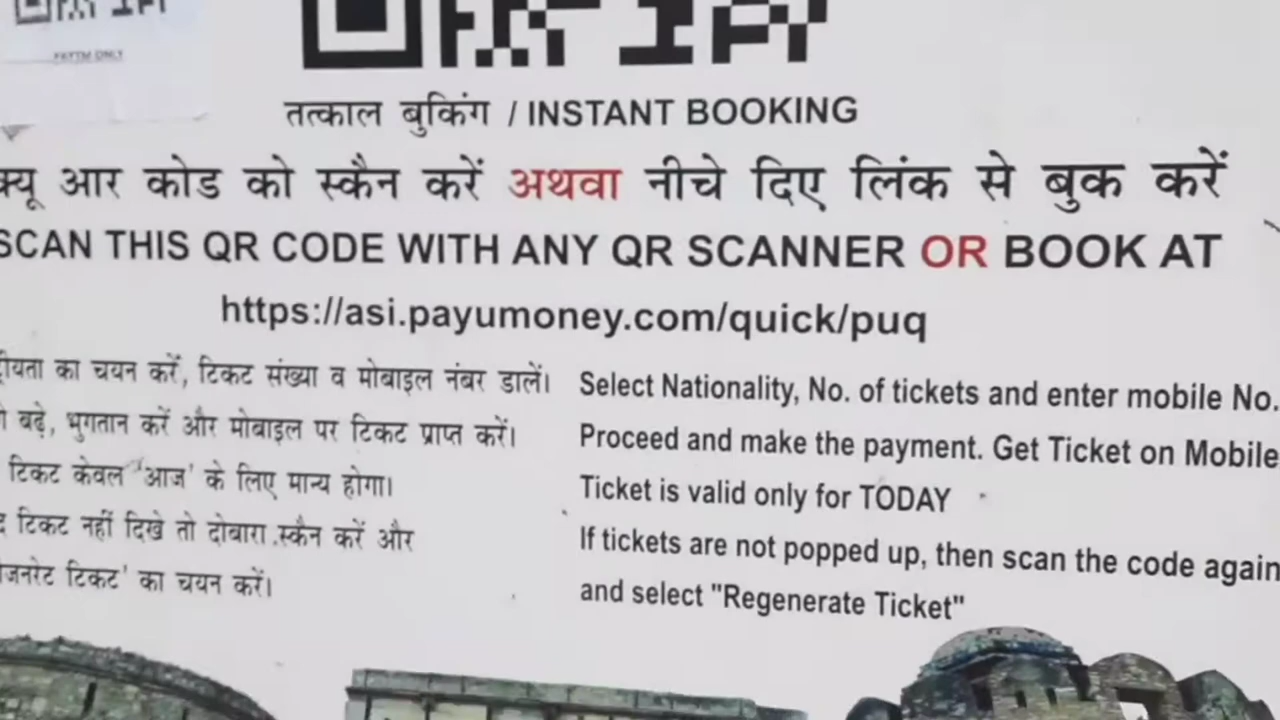 PAYTM ONLY
तत्काल बुकिंग / INSTANT BOOKING
क्यू आर कोड को स्कैन करें अथवा नीचे दिए लिंक से बुक करें
SCAN THIS QR CODE WITH ANY QR SCANNER OR BOOK AT
https://asi.payumoney.com/quick/puq
का चयन करें, टिकट संख्या व मोबाइल नंबर डालें।
बढ़े, भुगतान करें और मोबाइल पर टिकट प्राप्त करें।
टिकट केवल 'आज' के लिए मान्य होगा।
टिकट नहीं दिखे तो दोबारा स्कैन करें और
टिकट' का चयन करें।
Select Nationality, No. of tickets and enter mobile No.
Proceed and make the payment. Get Ticket on Mobile
Ticket is valid only for TODAY
If tickets are not popped up, then scan the code again
and select "Regenerate Ticket"